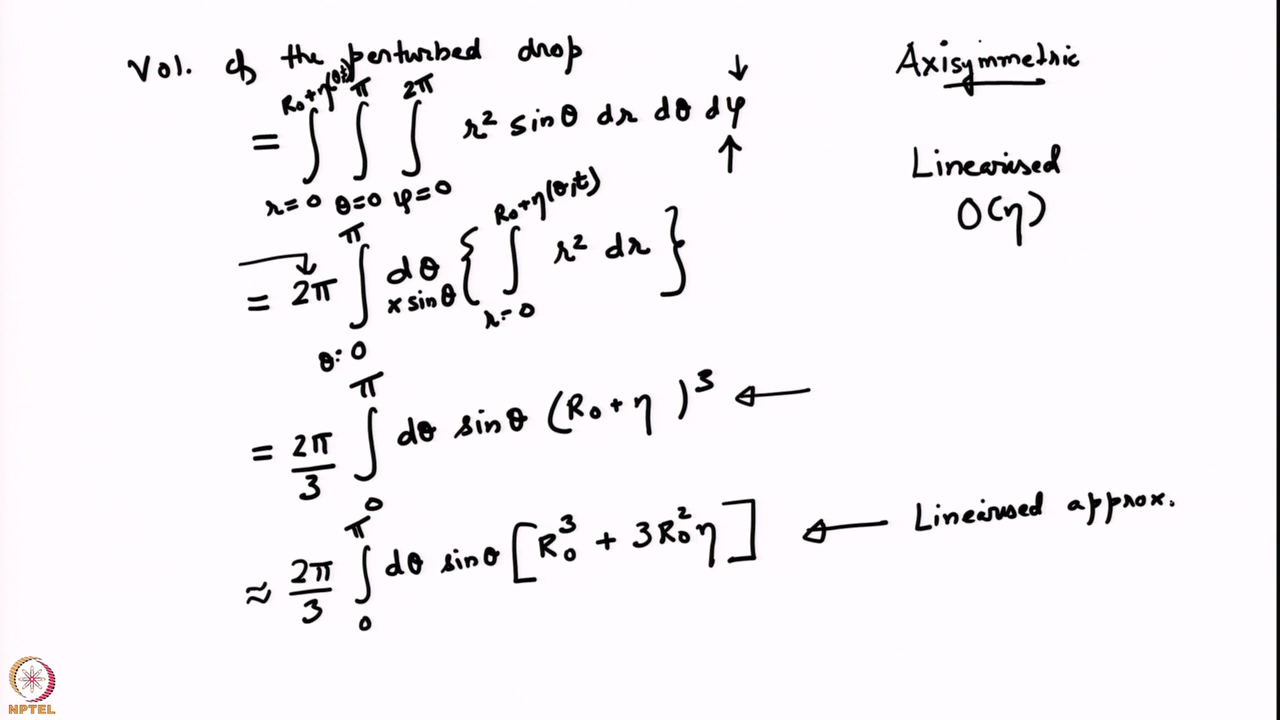 Vol. of the perturbed drop
Axisymmetric
= ∫_{r=0}^{R₀+η(θ,t)} ∫_{θ=0}^{π} ∫_{φ=0}^{2π} r² sinθ dr dθ dφ
Linearised
O(η)
= 2π ∫_{θ=0}^{π} dθ x sinθ { ∫_{r=0}^{R₀+η(θ,t)} r² dr }
= 2π/3 ∫_0^π dθ sinθ (R₀+η)³
≈ 2π/3 ∫_0^π dθ sinθ [R₀³ + 3R₀²η] Linearised approx.
NPTEL